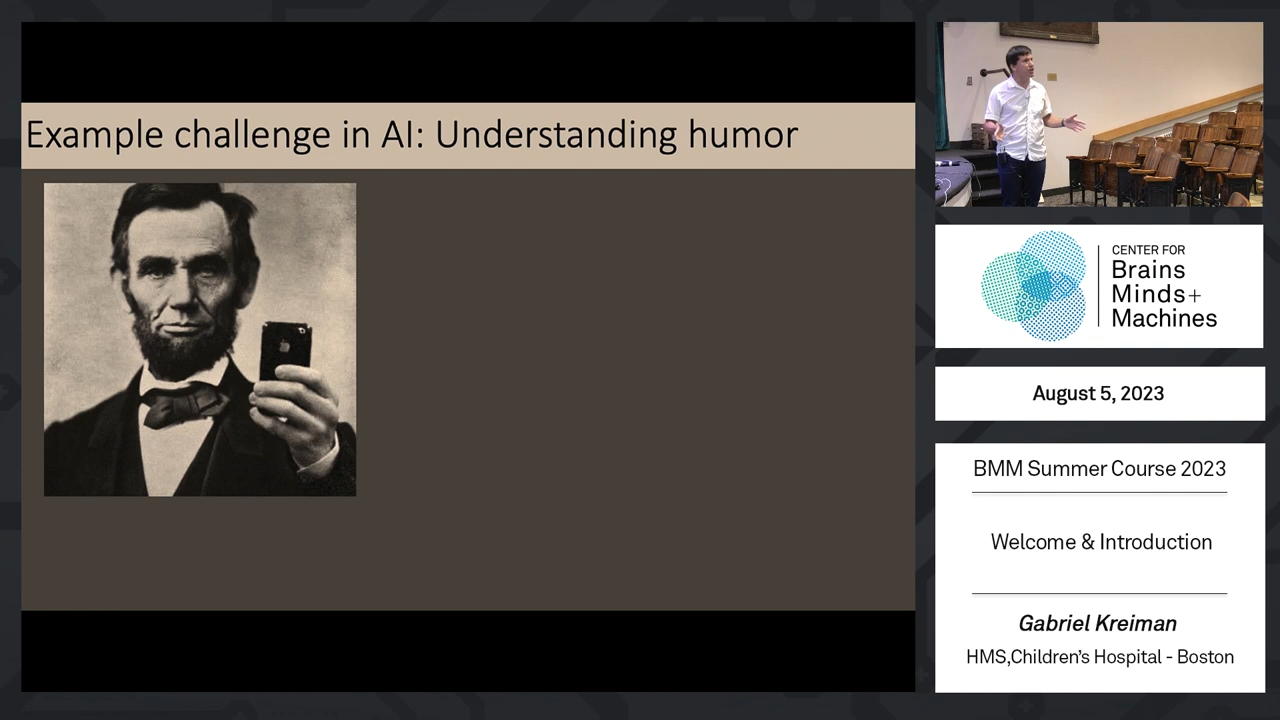 Example challenge in AI: Understanding humor
CENTER FOR
Brains
Minds+
Machines
August 5, 2023
BMM Summer Course 2023
Welcome & Introduction
Gabriel Kreiman
HMS,Children's Hospital - Boston